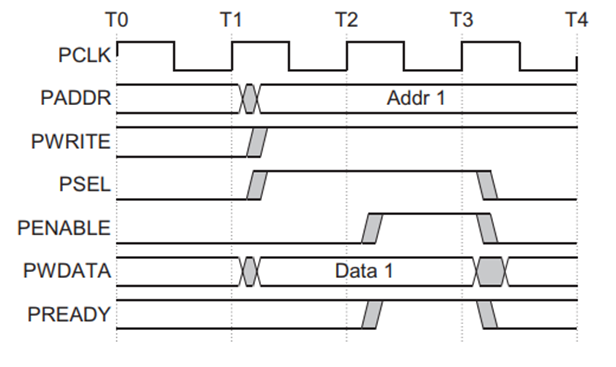 T0 T1 T2 T3 T4
PCLK
PADDR Addr 1
PWRITE
PSEL
PENABLE
PWDATA Data 1
PREADY